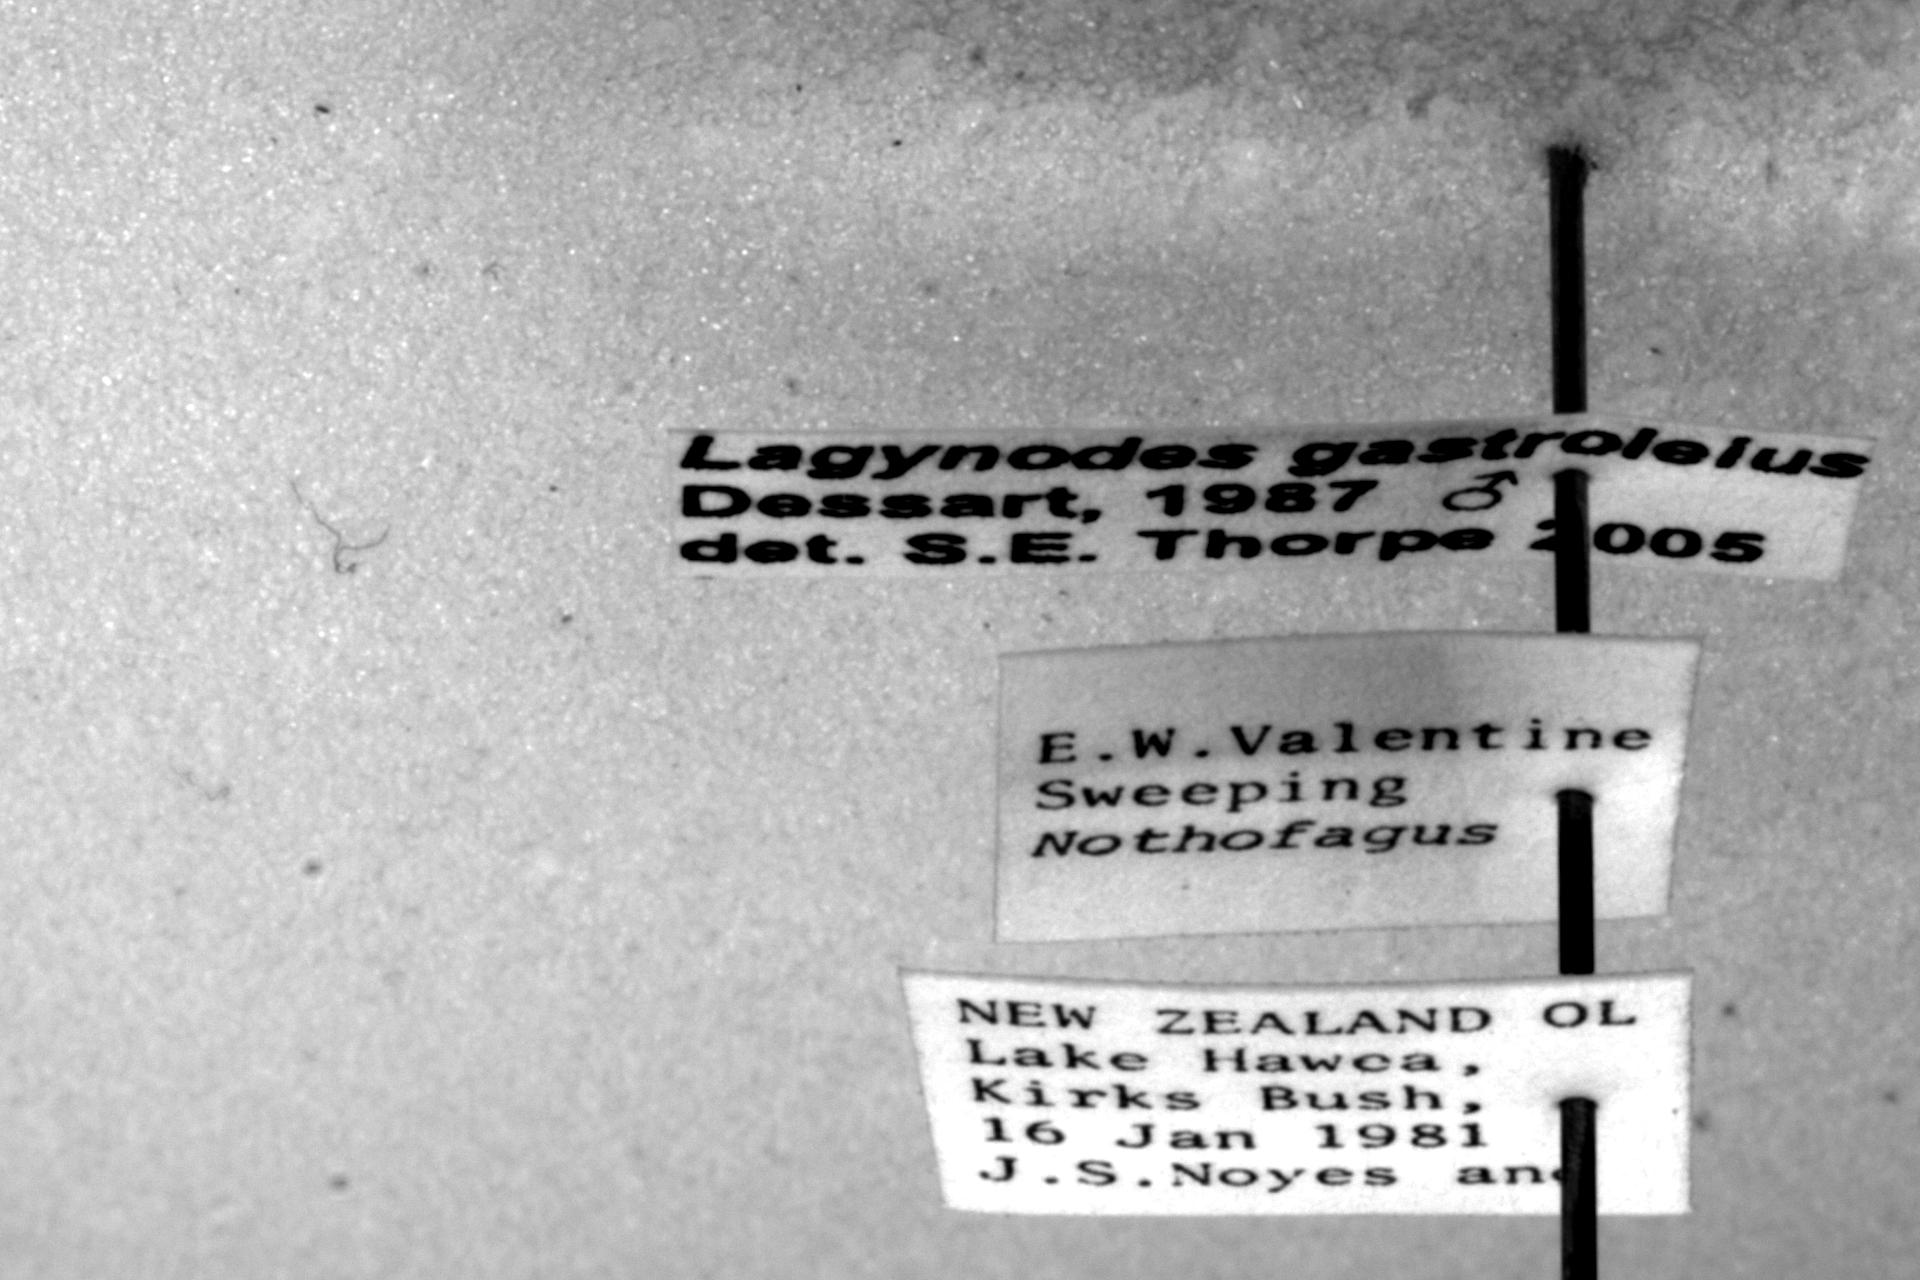 Lagynodes gastroleius
Dessart, 1987 ♂
det. S.E. Thorpe 2005
E.W.Valentine
Sweeping
Nothofagus
NEW ZEALAND OL
Lake Hawea,
Kirks Bush,
16 Jan 1981
J.S.Noyes and